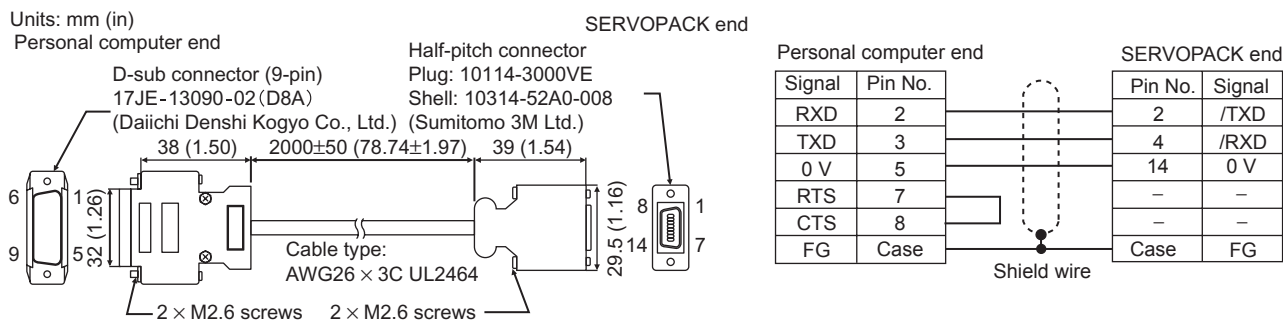 Units: mm (in)
Personal computer end
SERVOPACK end
D-sub connector (9-pin)
17JE-13090-02(D8A)
(Daiichi Denshi Kogyo Co., Ltd.)
Half-pitch connector
Plug: 10114-3000VE
Shell: 10314-52A0-008
(Sumitomo 3M Ltd.)
38 (1.50)
2000±50 (78.74±1.97)
39 (1.54)
6
1
9
5
32 (1.26)
Cable type:
AWG26 × 3C UL2464
29.5 (1.16)
8
1
14
7
2 × M2.6 screws
2 × M2.6 screws
Personal computer end
SERVOPACK end
Signal Pin No. Pin No. Signal
RXD 2 2 /TXD
TXD 3 4 /RXD
0 V 5 14 0 V
RTS 7 – –
CTS 8 – –
FG Case Case FG
Shield wire